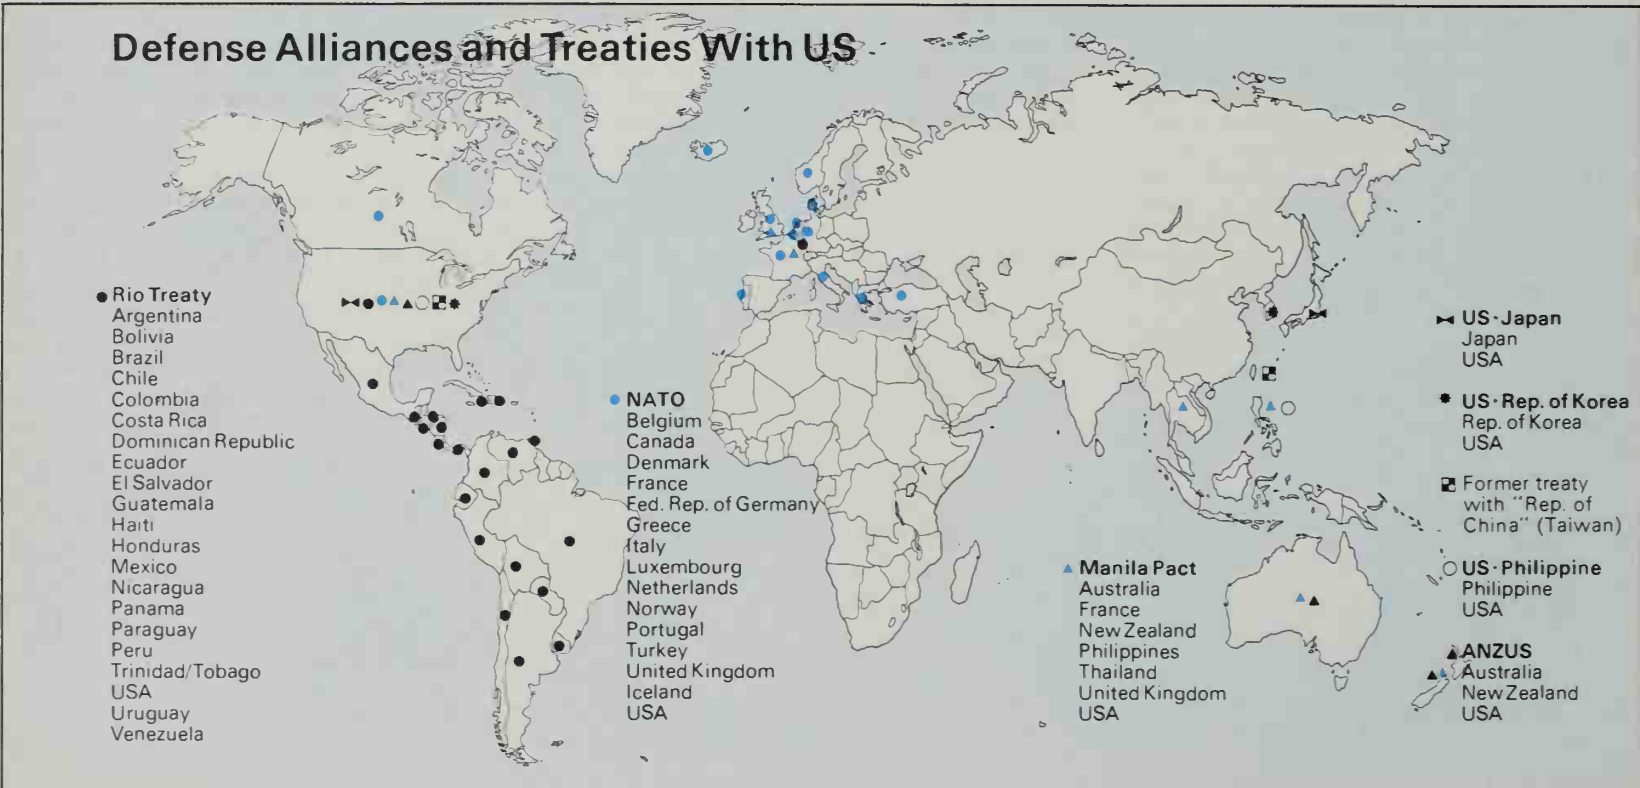 Defense Alliances and Treaties With US
Rio Treaty
Argentina
Bolivia
Brazil
Chile
Colombia
Costa Rica
Dominican Republic
Ecuador
El Salvador
Guatemala
Haiti
Honduras
Mexico
Nicaragua
Panama
Paraguay
Peru
Trinidad/Tobago
USA
Uruguay
Venezuela
NATO
Belgium
Canada
Denmark
France
Fed. Rep. of Germany
Greece
Italy
Luxembourg
Netherlands
Norway
Portugal
Turkey
United Kingdom
Iceland
USA
Manila Pact
Australia
France
New Zealand
Philippines
Thailand
United Kingdom
USA
US·Japan
Japan
USA
US·Rep. of Korea
Rep. of Korea
USA
Former treaty
with "Rep. of
China" (Taiwan)
US·Philippine
Philippine
USA
ANZUS
Australia
New Zealand
USA